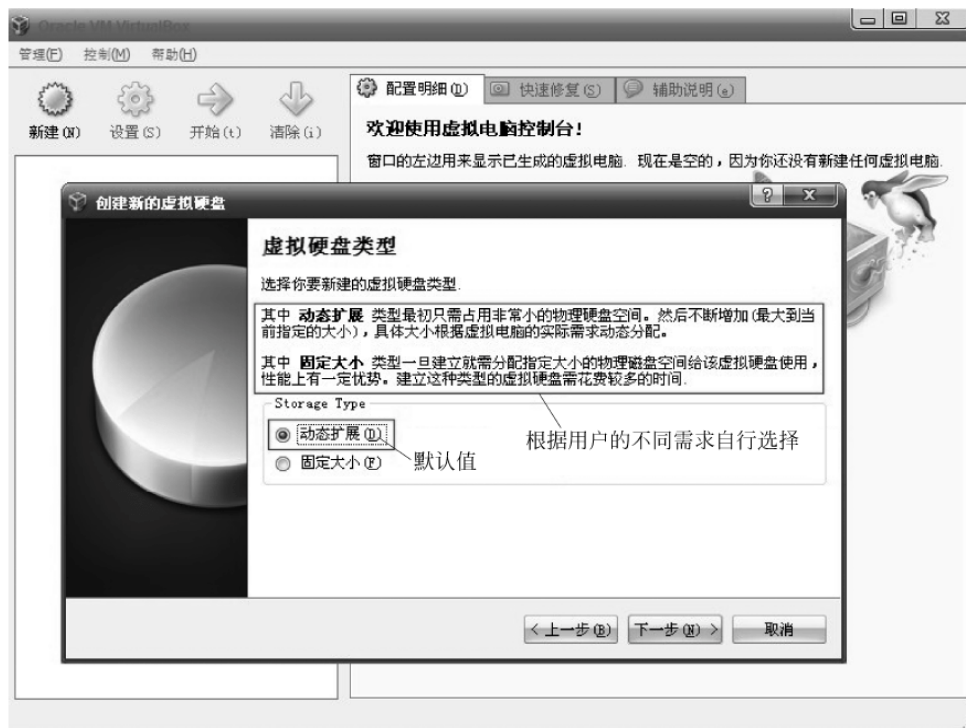 Oracle VM VirtualBox
管理(F) 控制(M) 帮助(H)
新建(N) 设置(S) 开始(t) 清除(i)
配置明细(D) 快速修复(S) 辅助说明(e)
欢迎使用虚拟电脑控制台!
窗口的左边用来显示已生成的虚拟电脑. 现在是空的，因为你还没有新建任何虚拟电脑.
创建新的虚拟硬盘
虚拟硬盘类型
选择你要新建的虚拟硬盘类型.
其中 动态扩展 类型最初只需占用非常小的物理硬盘空间。然后不断增加(最大到当
前指定的大小)，具体大小根据虚拟电脑的实际需求动态分配。
其中 固定大小 类型一旦建立就需分配指定大小的物理磁盘空间给该虚拟硬盘使用，
性能上有一定优势。建立这种类型的虚拟硬盘需花费较多的时间.
Storage Type
动态扩展(D)
固定大小(F)
默认值
根据用户的不同需求自行选择
< 上一步(B) 下一步(N) > 取消